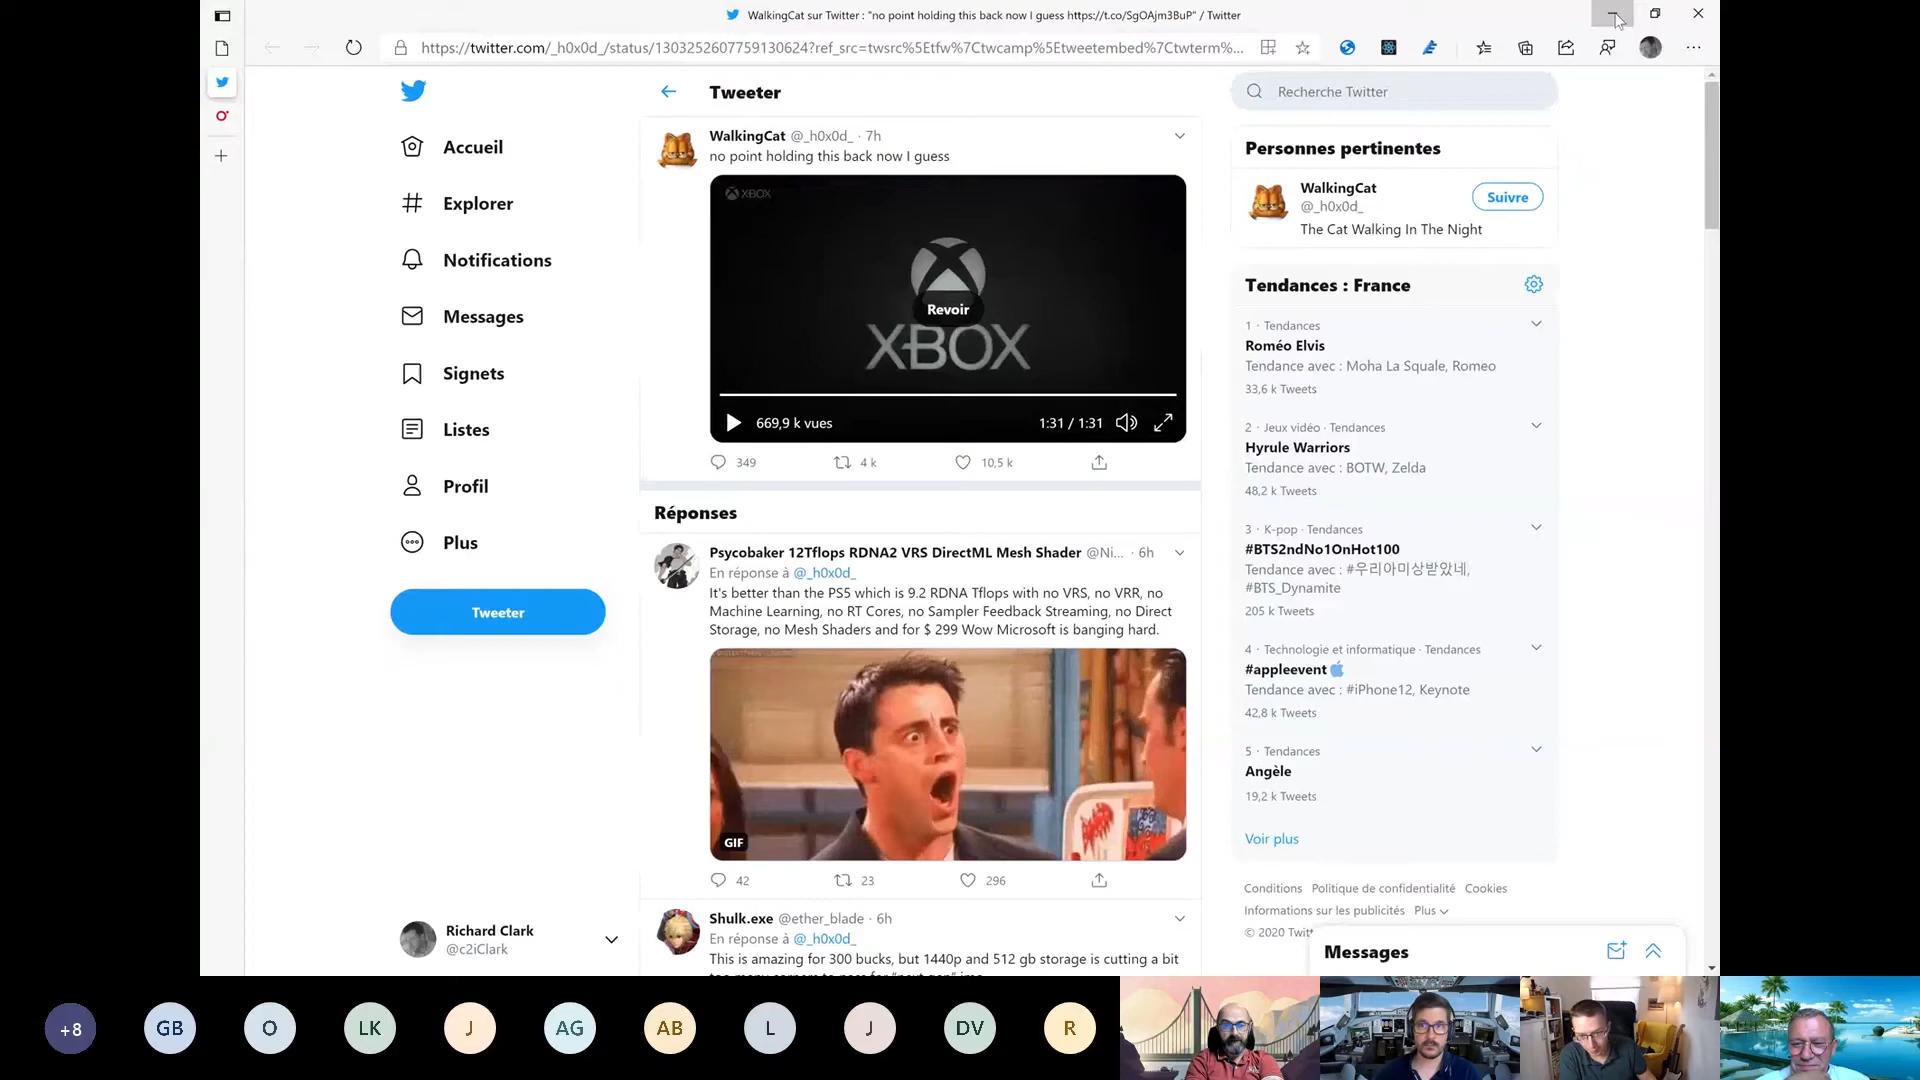 WalkingCat sur Twitter : "no point holding this back now I guess https://t.co/SgOAjm3BuP" / Twitter
https://twitter.com/_h0x0d_/status/1303252607759130624?ref_src=twsrc%5Etfw%7Ctwcamp%5Etweetembed%7Ctwterm%...
Accueil
Explorer
Notifications
Messages
Signets
Listes
Profil
Plus
Tweeter
Richard Clark
@c2iClark
Tweeter
WalkingCat @_h0x0d_ · 7h
no point holding this back now I guess
XBOX
XBOX
Revoir
669,9 k vues
1:31 / 1:31
349
4 k
10,5 k
Réponses
Psycobaker 12Tflops RDNA2 VRS DirectML Mesh Shader @Ni... · 6h
En réponse à @_h0x0d_
It's better than the PS5 which is 9.2 RDNA Tflops with no VRS, no VRR, no
Machine Learning, no RT Cores, no Sampler Feedback Streaming, no Direct
Storage, no Mesh Shaders and for $ 299 Wow Microsoft is banging hard.
GIF
42
23
296
Shulk.exe @ether_blade · 6h
En réponse à @_h0x0d_
This is amazing for 300 bucks, but 1440p and 512 gb storage is cutting a bit
Recherche Twitter
Personnes pertinentes
WalkingCat
@_h0x0d_
Suivre
The Cat Walking In The Night
Tendances : France
1 · Tendances
Roméo Elvis
Tendance avec : Moha La Squale, Romeo
33,6 k Tweets
2 · Jeux vidéo · Tendances
Hyrule Warriors
Tendance avec : BOTW, Zelda
48,2 k Tweets
3 · K-pop · Tendances
#BTS2ndNo1OnHot100
Tendance avec : #우리아미상받았네,
#BTS_Dynamite
205 k Tweets
4 · Technologie et informatique · Tendances
#appleevent
Tendance avec : #iPhone12, Keynote
42,8 k Tweets
5 · Tendances
Angèle
19,2 k Tweets
Voir plus
Conditions Politique de confidentialité Cookies
Informations sur les publicités Plus
© 2020 Twitt
Messages
+8
GB
O
LK
J
AG
AB
L
J
DV
R